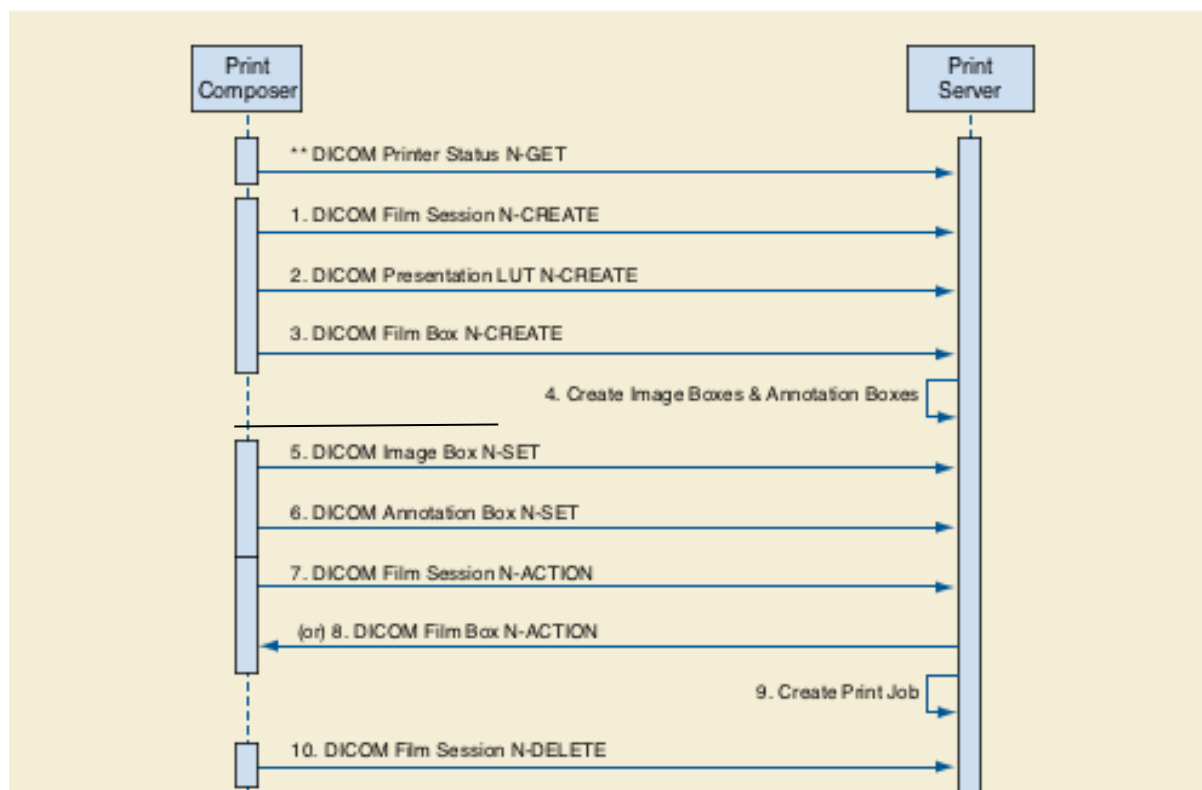 Print
Composer
Print
Server
** DICOM Printer Status N-GET
1. DICOM Film Session N-CREATE
2. DICOM Presentation LUT N-CREATE
3. DICOM Film Box N-CREATE
4. Create Image Boxes & Annotation Boxes
5. DICOM Image Box N-SET
6. DICOM Annotation Box N-SET
7. DICOM Film Session N-ACTION
(or) 8. DICOM Film Box N-ACTION
9. Create Print Job
10. DICOM Film Session N-DELETE